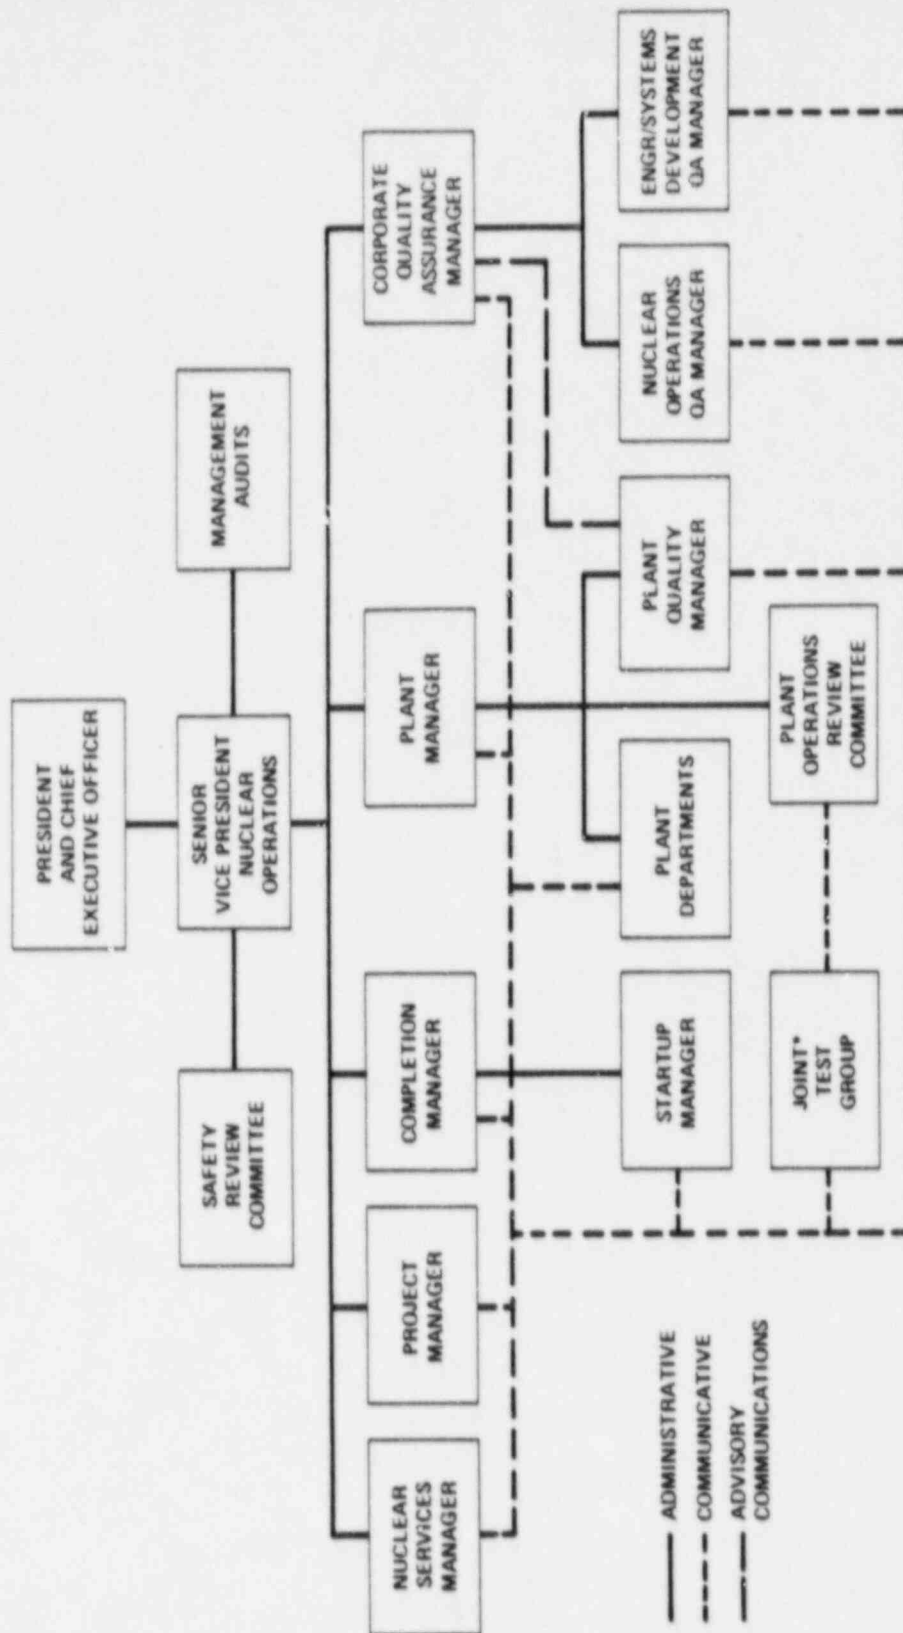 PRESIDENT
AND CHIEF
EXECUTIVE OFFICER
SAFETY
REVIEW
COMMITTEE
SENIOR
VICE PRESIDENT
NUCLEAR
OPERATIONS
MANAGEMENT
AUDITS
NUCLEAR
SERVICES
MANAGER
PROJECT
MANAGER
COMPLETION
MANAGER
PLANT
MANAGER
CORPORATE
QUALITY
ASSURANCE
MANAGER
STARTUP
MANAGER
PLANT
DEPARTMENTS
PLANT
QUALITY
MANAGER
NUCLEAR
OPERATIONS
QA MANAGER
ENGR/SYSTEMS
DEVELOPMENT
QA MANAGER
JOINT*
TEST
GROUP
PLANT
OPERATIONS
REVIEW
COMMITTEE
ADMINISTRATIVE
COMMUNICATIVE
ADVISORY
COMMUNICATIONS